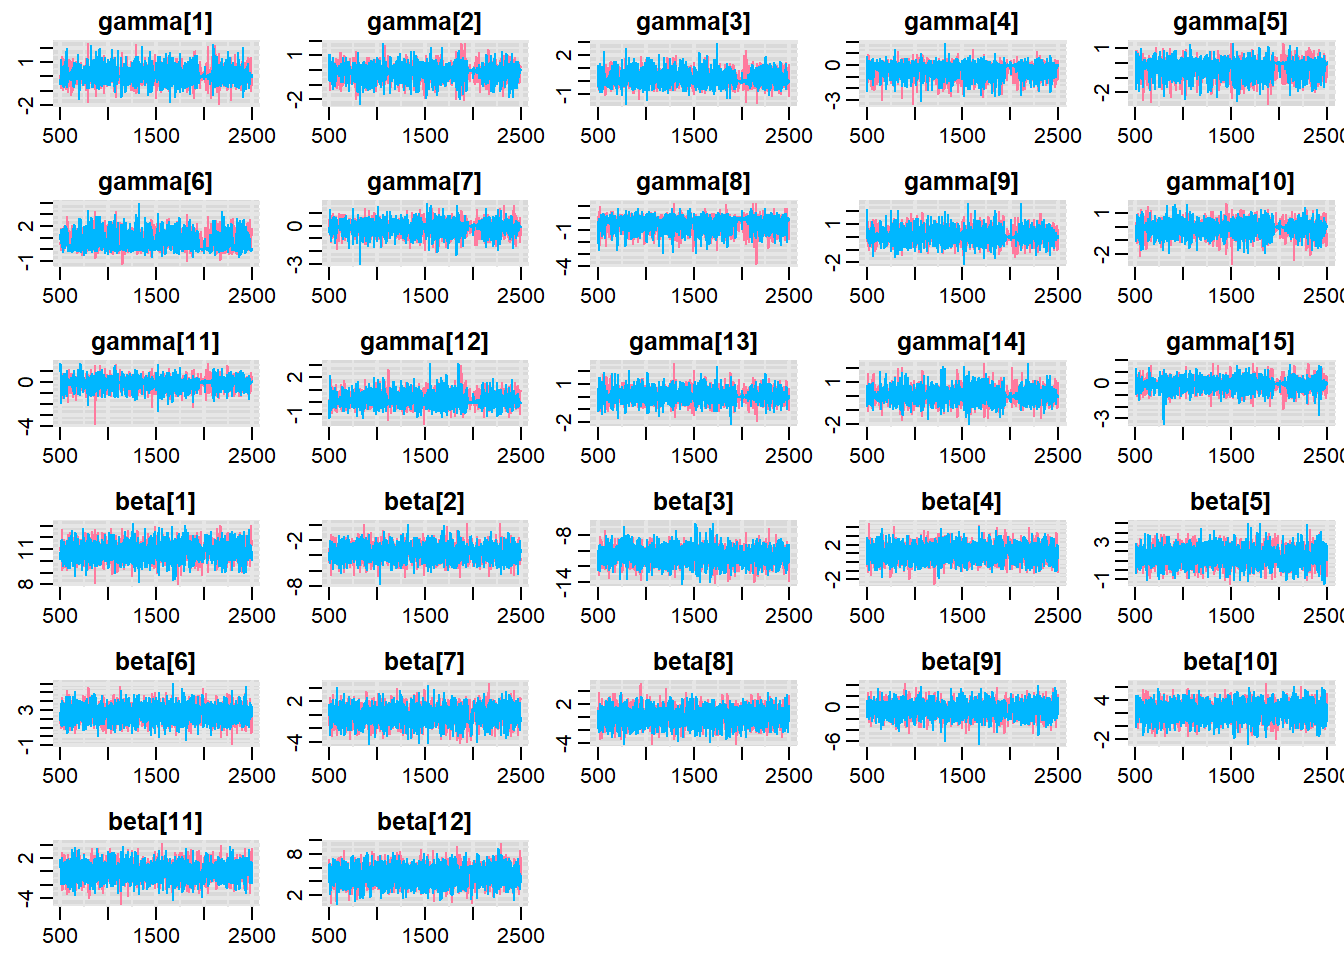 gamma[1] gamma[2] gamma[3] gamma[4] gamma[5]
1 -2 1 -2 2 -1 0 -3 1 -2
500 1500 2500 500 1500 2500 500 1500 2500 500 1500 2500 500 1500 2500
gamma[6] gamma[7] gamma[8] gamma[9] gamma[10]
2 -1 0 -3 -1 -4 1 -2 1 -2
500 1500 2500 500 1500 2500 500 1500 2500 500 1500 2500 500 1500 2500
gamma[11] gamma[12] gamma[13] gamma[14] gamma[15]
0 -4 2 -1 1 -2 1 -2 0 -3
500 1500 2500 500 1500 2500 500 1500 2500 500 1500 2500 500 1500 2500
beta[1] beta[2] beta[3] beta[4] beta[5]
11 8 -2 -8 -8 -14 2 -2 3 -1
500 1500 2500 500 1500 2500 500 1500 2500 500 1500 2500 500 1500 2500
beta[6] beta[7] beta[8] beta[9] beta[10]
3 -1 2 -4 2 -4 0 -6 4 -2
500 1500 2500 500 1500 2500 500 1500 2500 500 1500 2500 500 1500 2500
beta[11] beta[12]
2 -4 8 2
500 1500 2500 500 1500 2500